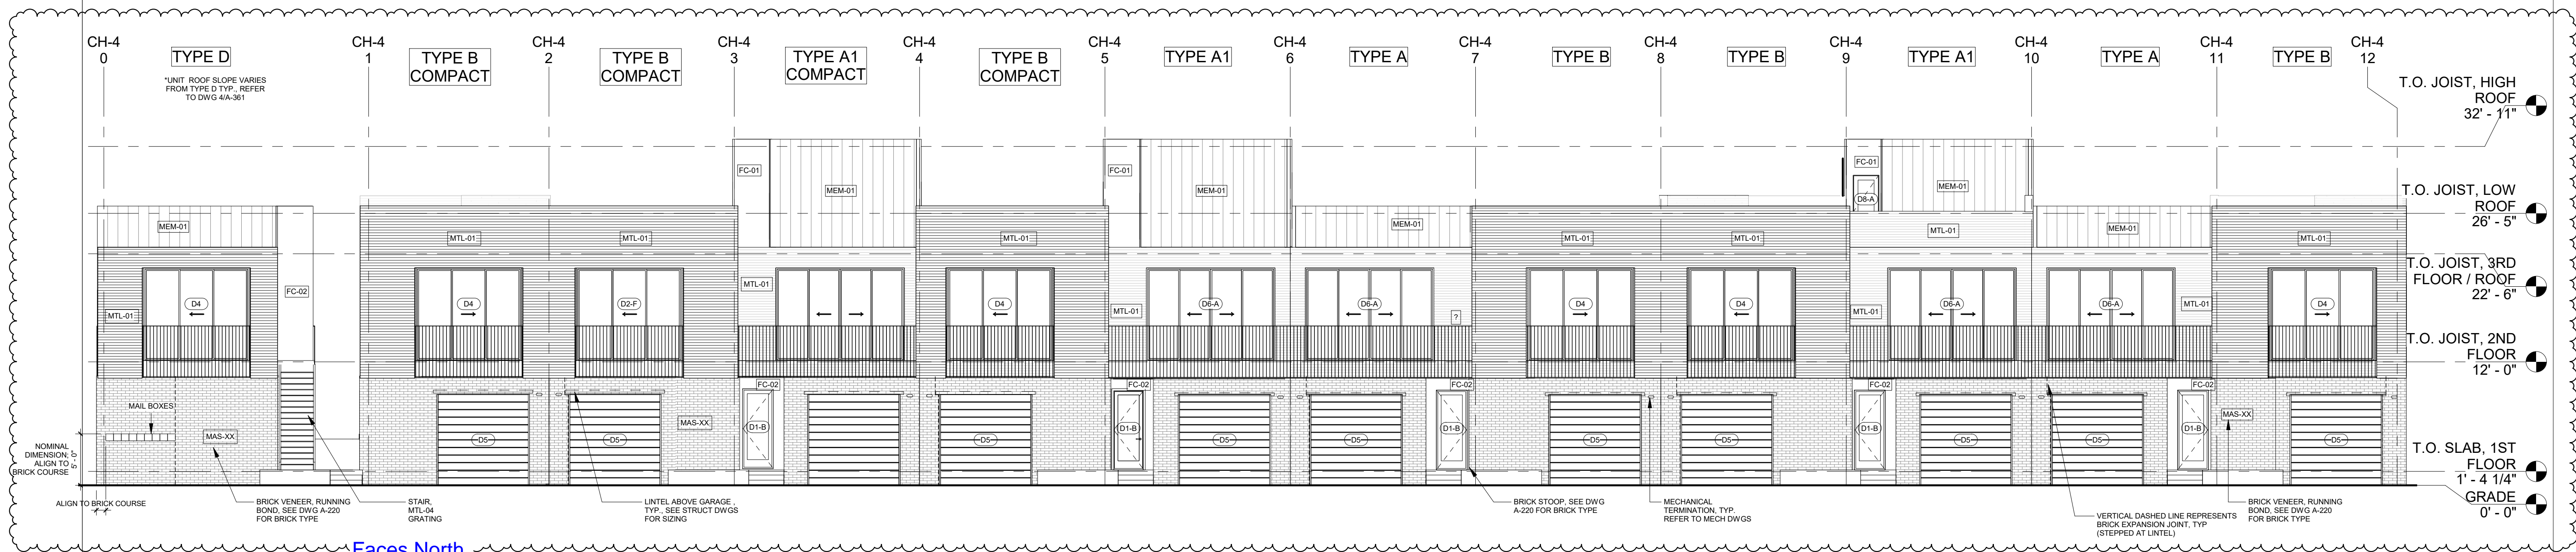 CH-4
0
TYPE D
*UNIT ROOF SLOPE VARIES
FROM TYPE D TYP., REFER
TO DWG 4/A-361
CH-4
1
TYPE B
COMPACT
CH-4
2
TYPE B
COMPACT
CH-4
3
TYPE A1
COMPACT
CH-4
4
TYPE B
COMPACT
CH-4
5
TYPE A1
CH-4
6
TYPE A
CH-4
7
TYPE B
CH-4
8
TYPE B
CH-4
9
TYPE A1
CH-4
10
TYPE A
CH-4
11
TYPE B
CH-4
12
T.O. JOIST, HIGH
ROOF
32' - 11"
T.O. JOIST, LOW
ROOF
26' - 5"
T.O. JOIST, 3RD
FLOOR / ROOF
22' - 6"
T.O. JOIST, 2ND
FLOOR
12' - 0"
T.O. SLAB, 1ST
FLOOR
1' - 4 1/4"
GRADE
0' - 0"
FC-01
MEM-01
FC-01
MEM-01
FC-01
MEM-01
D8-A
MEM-01
MEM-01
MEM-01
MTL-01
MTL-01
MTL-01
MTL-01
MTL-01
MTL-01
MTL-01
MTL-01
MTL-01
MTL-01
MTL-01
MTL-01
FC-02
D4
D4
D2-F
D4
D6-A
D6-A
D4
D4
D6-A
D6-A
D4
?
FC-02
FC-02
FC-02
FC-02
FC-02
MAIL BOXES
MAS-XX
MAS-XX
MAS-XX
D1-B
D1-B
D1-B
D1-B
D1-B
D5
D5
D5
D5
D5
D5
D5
D5
D5
D5
NOMINAL
DIMENSION;
ALIGN TO
BRICK COURSE
5' - 0"
ALIGN TO BRICK COURSE
BRICK VENEER, RUNNING
BOND, SEE DWG A-220
FOR BRICK TYPE
STAIR,
MTL-04
GRATING
LINTEL ABOVE GARAGE ,
TYP., SEE STRUCT DWGS
FOR SIZING
BRICK STOOP, SEE DWG
A-220 FOR BRICK TYPE
MECHANICAL
TERMINATION, TYP.
REFER TO MECH DWGS
VERTICAL DASHED LINE REPRESENTS
BRICK EXPANSION JOINT, TYP
(STEPPED AT LINTEL)
BRICK VENEER, RUNNING
BOND, SEE DWG A-220
FOR BRICK TYPE
Faces North